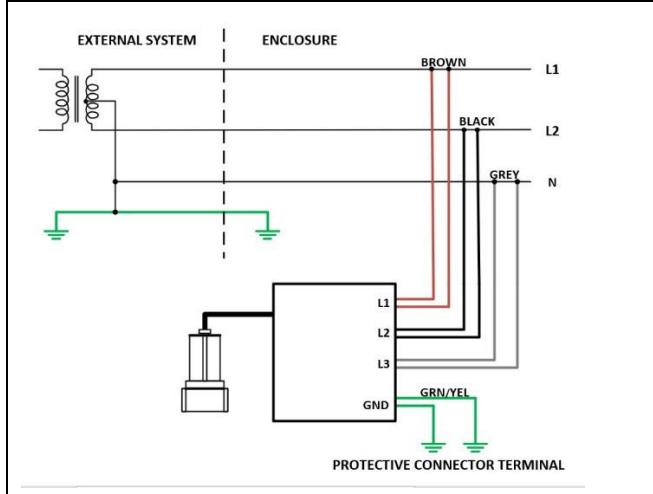 EXTERNAL SYSTEM
ENCLOSURE
BROWN
L1
BLACK
L2
GREY
N
L1
L2
L3
GRN/YEL
GND
PROTECTIVE CONNECTOR TERMINAL